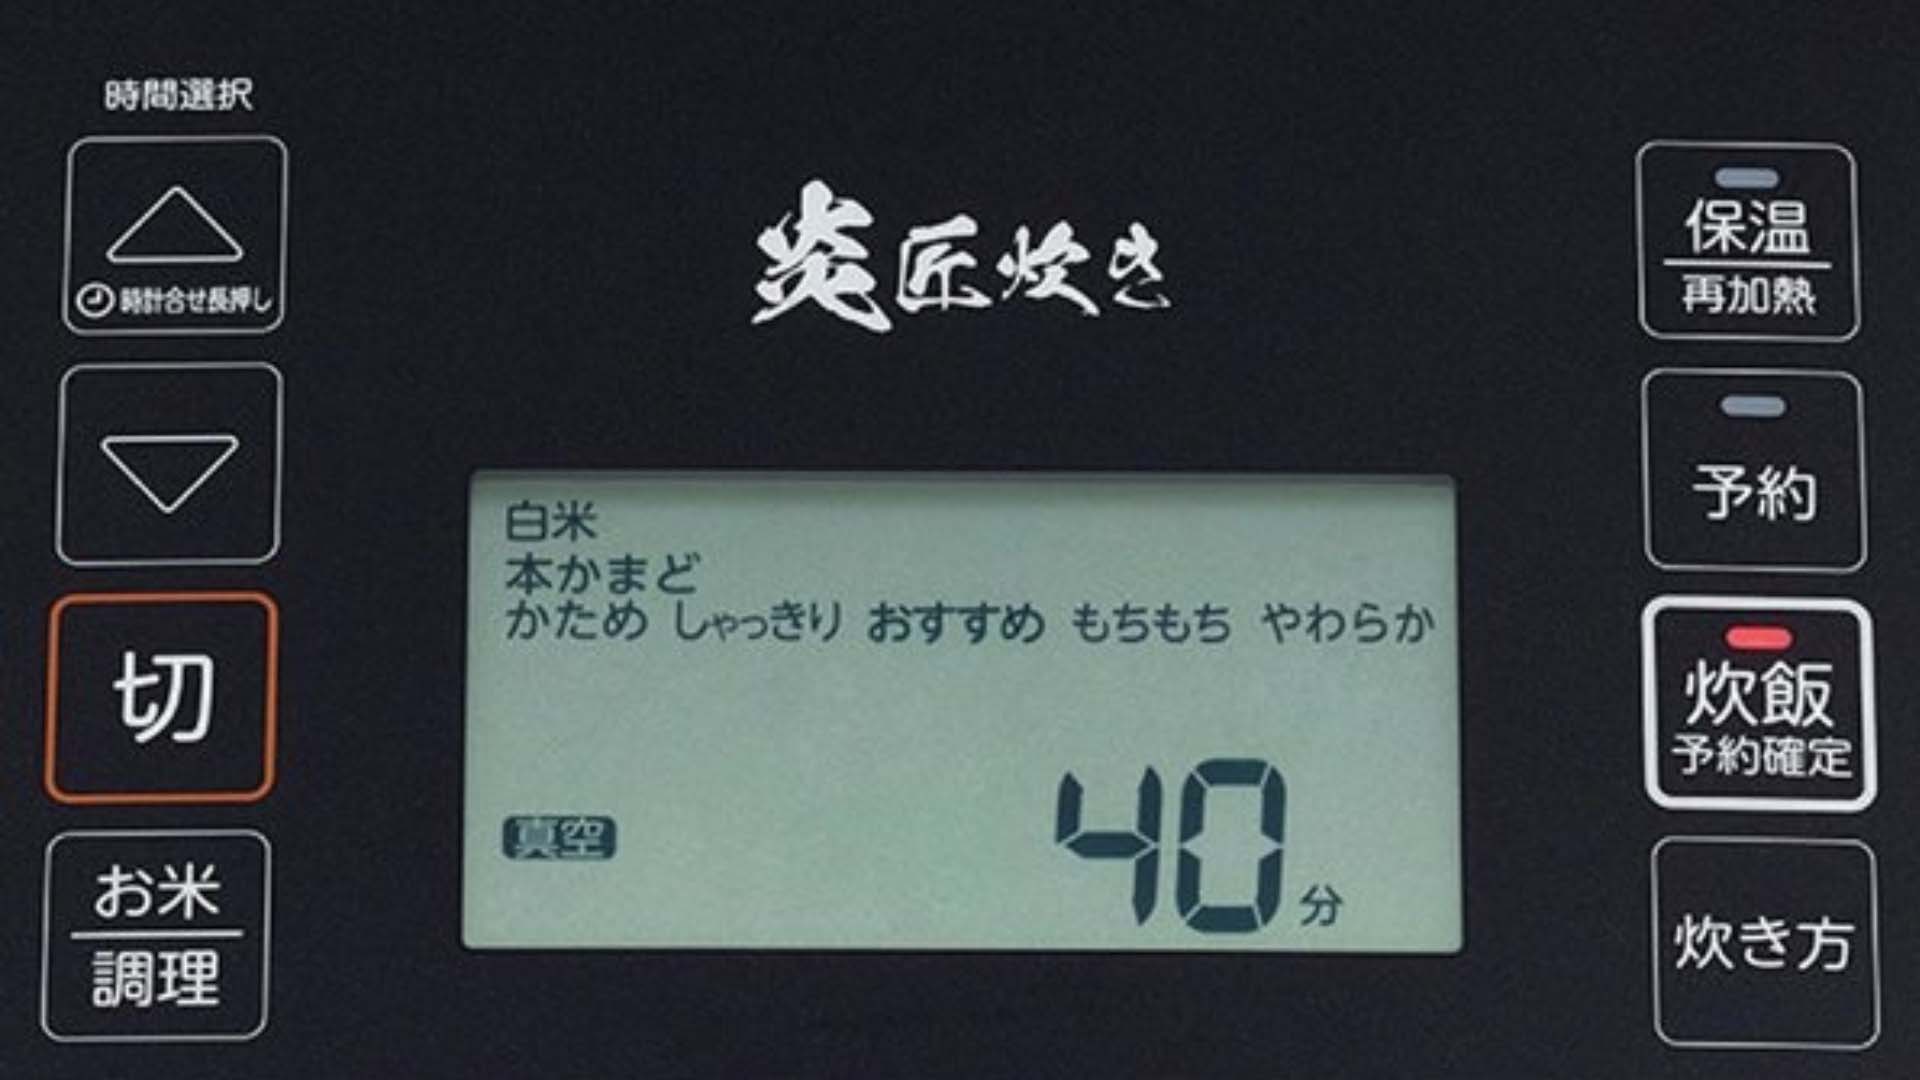 時間選択
時計合せ長押し
切
お米
調理
炎匠炊き
白米
本かまど
かため しゃっきり おすすめ もちもち やわらか
真空
40分
保温
再加熱
予約
炊飯
予約確定
炊き方